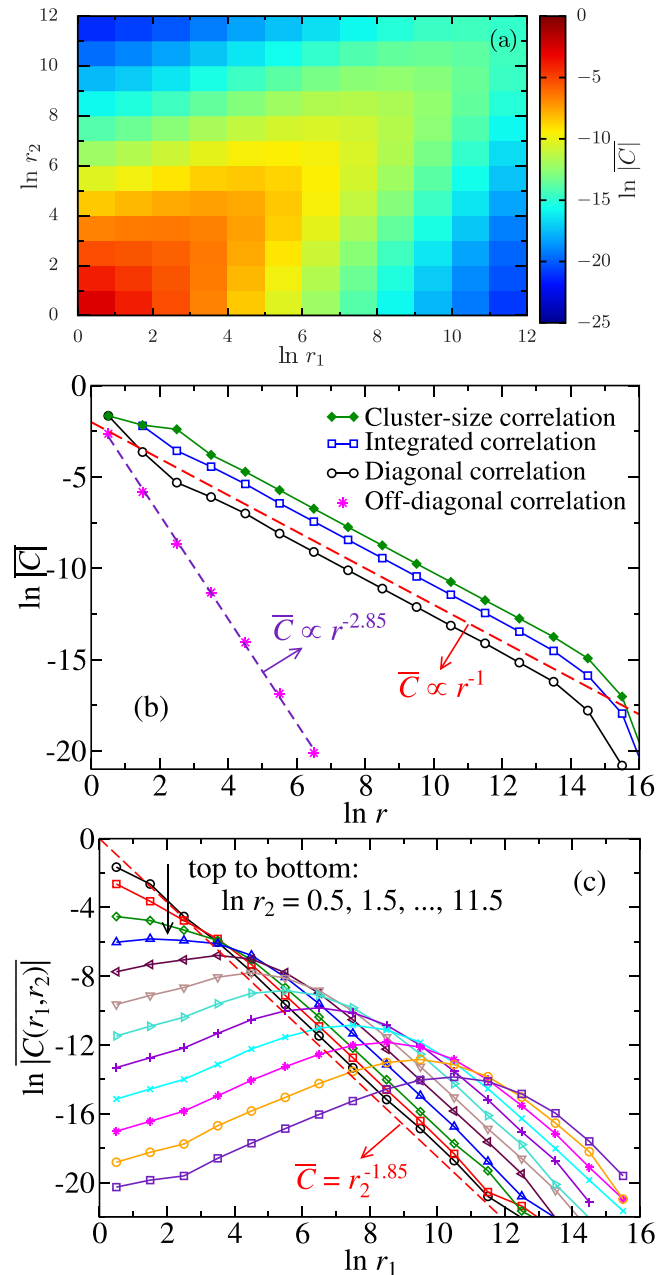 (a)
12
10
8
6
4
2
0
ln r₂
0 2 4 6 8 10 12
ln r₁
0
−5
−10
−15
−20
−25
ln |C̅|
0
-5
-10
-15
-20
ln |C̅|
Cluster-size correlation
Integrated correlation
Diagonal correlation
Off-diagonal correlation
C̅ ∝ r^-2.85
C̅ ∝ r^-1
(b)
0 2 4 6 8 10 12 14 16
ln r
0
-4
-8
-12
-16
-20
ln |C(r₁,r₂)|
top to bottom:
ln r₂ = 0.5, 1.5, ..., 11.5
(c)
C̅ = r₂^-1.85
0 2 4 6 8 10 12 14 16
ln r₁